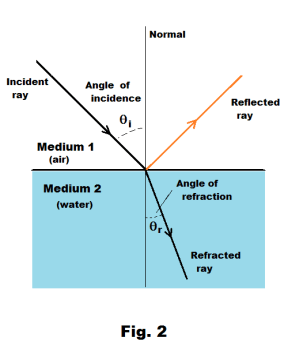 Normal
Incident
ray
Angle of
incidence
θi
Reflected
ray
Medium 1
(air)
Medium 2
(water)
Angle of
refraction
θr
Refracted
ray
Fig. 2